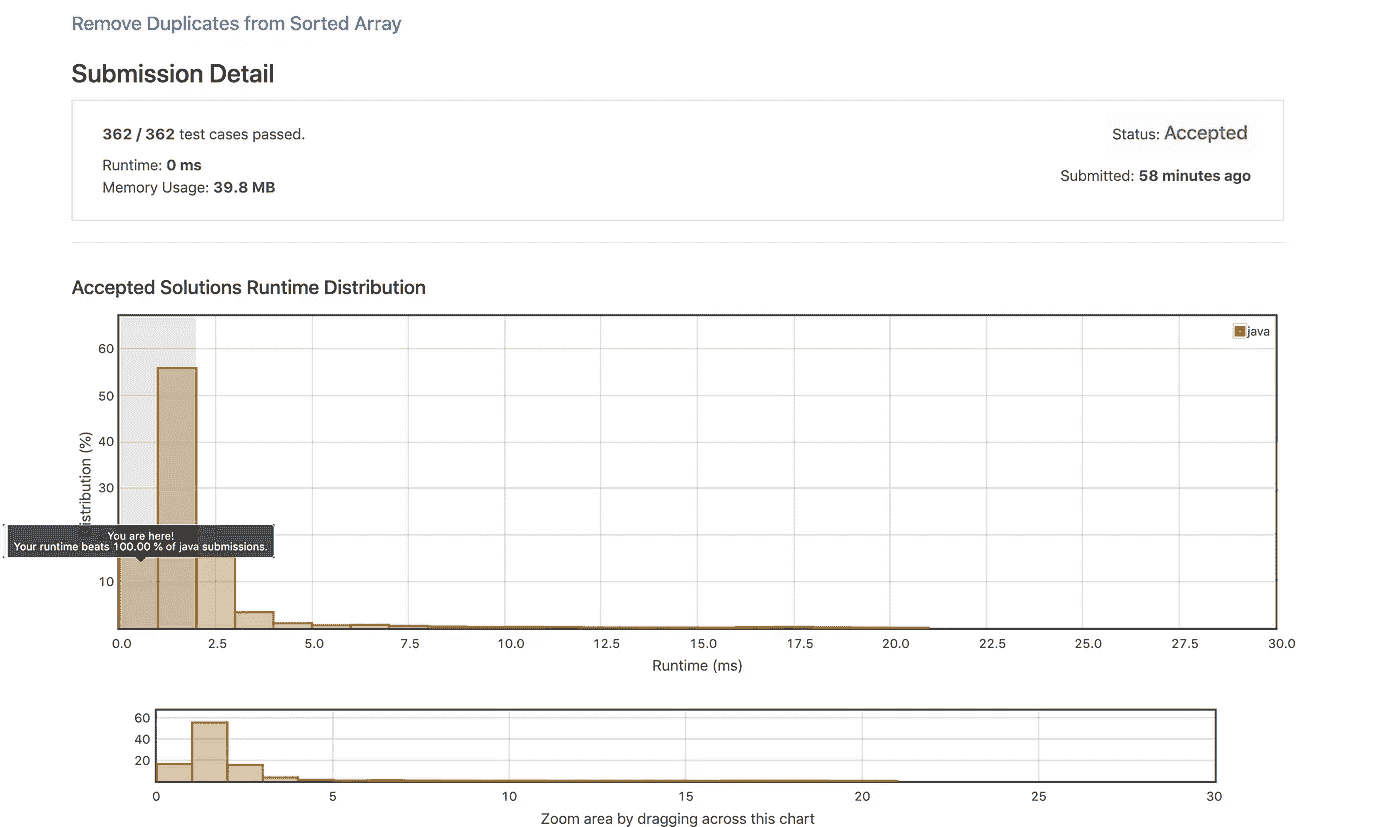 Remove Duplicates from Sorted Array
Submission Detail
362 / 362 test cases passed.
Status: Accepted
Runtime: 0 ms
Submitted: 58 minutes ago
Memory Usage: 39.8 MB
Accepted Solutions Runtime Distribution
java
60
50
40
30
10
istribution (%)
You are here!
Your runtime beats 100.00 % of java submissions.
0.0 2.5 5.0 7.5 10.0 12.5 15.0 17.5 20.0 22.5 25.0 27.5 30.0
Runtime (ms)
60
40
20
0 5 10 15 20 25 30
Zoom area by dragging across this chart